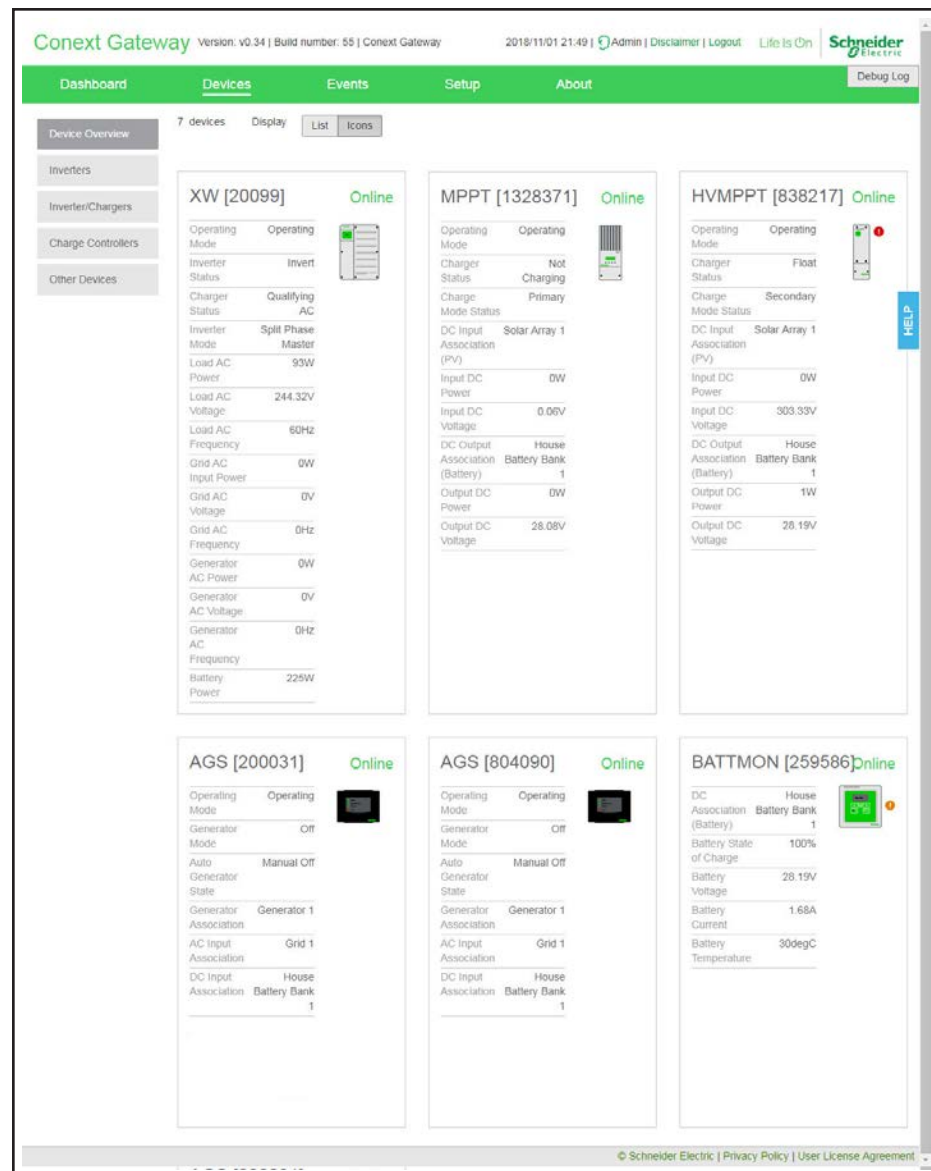 Conext Gateway Version: v0.34 | Build number: 55 | Conext Gateway 2018/11/01 21:49 | Admin | Disclaimer | Logout Life Is On Schneider Electric
Dashboard Devices Events Setup About Debug Log
7 devices Display List Icons
Device Overview
Inverters
Inverter/Chargers
Charge Controllers
Other Devices
HELP
XW [20099] Online
Operating Operating
Mode
Inverter Invert
Status
Charger Qualifying
Status AC
Inverter Split Phase
Mode Master
Load AC 93W
Power
Load AC 244.32V
Voltage
Load AC 60Hz
Frequency
Grid AC 0W
Input Power
Grid AC 0V
Voltage
Grid AC 0Hz
Frequency
Generator 0W
AC Power
Generator 0V
AC Voltage
Generator 0Hz
AC
Frequency
Battery 225W
Power
MPPT [1328371] Online
Operating Operating
Mode
Charger Not
Status Charging
Charge Primary
Mode Status
DC Input Solar Array 1
Association
(PV)
Input DC 0W
Power
Input DC 0.06V
Voltage
DC Output House
Association Battery Bank
(Battery) 1
Output DC 0W
Power
Output DC 28.08V
Voltage
HVMPPT [838217] Online
Operating Operating
Mode
Charger Float
Status
Charge Secondary
Mode Status
DC Input Solar Array 1
Association
(PV)
Input DC 0W
Power
Input DC 303.33V
Voltage
DC Output House
Association Battery Bank
(Battery) 1
Output DC 1W
Power
Output DC 28.19V
Voltage
AGS [200031] Online
Operating Operating
Mode
Generator Off
Mode
Auto Manual Off
Generator
State
Generator Generator 1
Association
AC Input Grid 1
Association
DC Input House
Association Battery Bank
1
AGS [804090] Online
Operating Operating
Mode
Generator Off
Mode
Auto Manual Off
Generator
State
Generator Generator 1
Association
AC Input Grid 1
Association
DC Input House
Association Battery Bank
1
BATTMON [259586] Online
DC House
Association Battery Bank
(Battery) 1
Battery State 100%
of Charge
Battery 28.19V
Voltage
Battery 1.68A
Current
Battery 30degC
Temperature
© Schneider Electric | Privacy Policy | User License Agreement